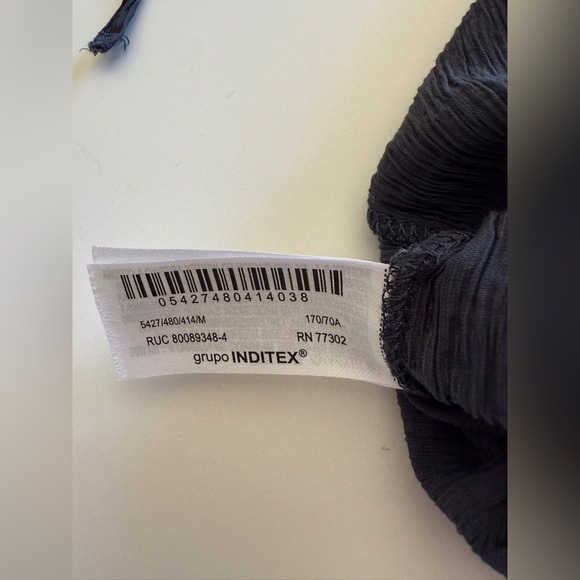 05427480414038
5427/480/414/M 170/70A
RUC 80089348-4 RN 77302
grupo INDITEX®